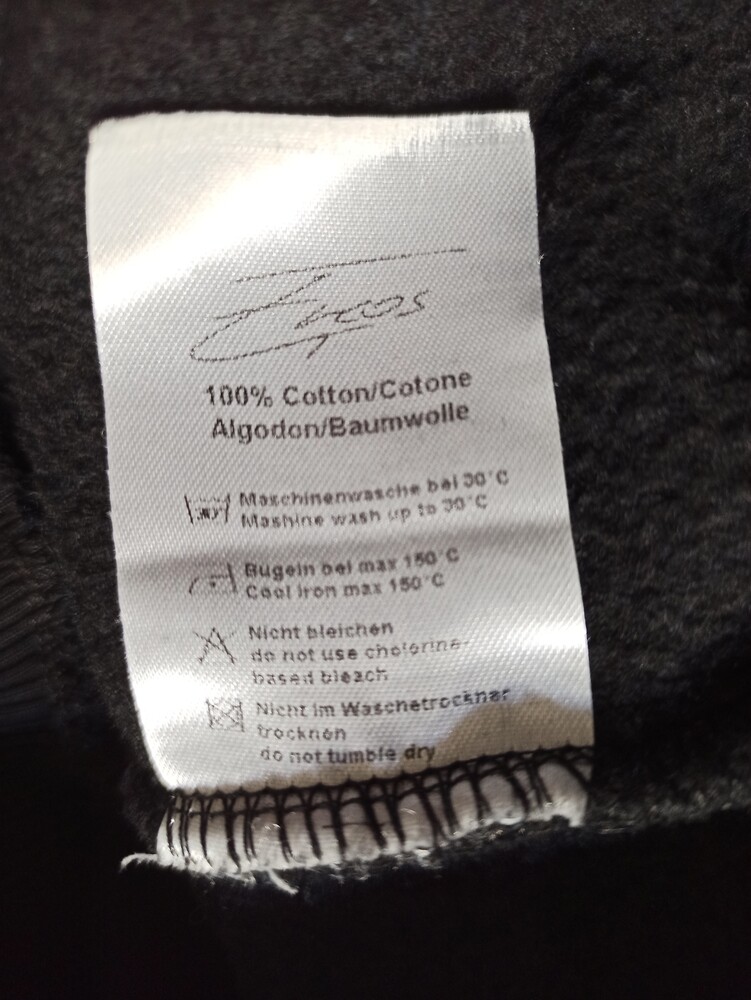 100% Cotton/Cotone
Algodon/Baumwolle
Maschinenwasche bei 30°C
Mashine wash up to 30°C
Bugeln bei max 150°C
Cool iron max 150°C
Nicht bleichen
do not use cholorine-
based bleach
Nicht im Waschetrockner
trocknen
do not tumble dry